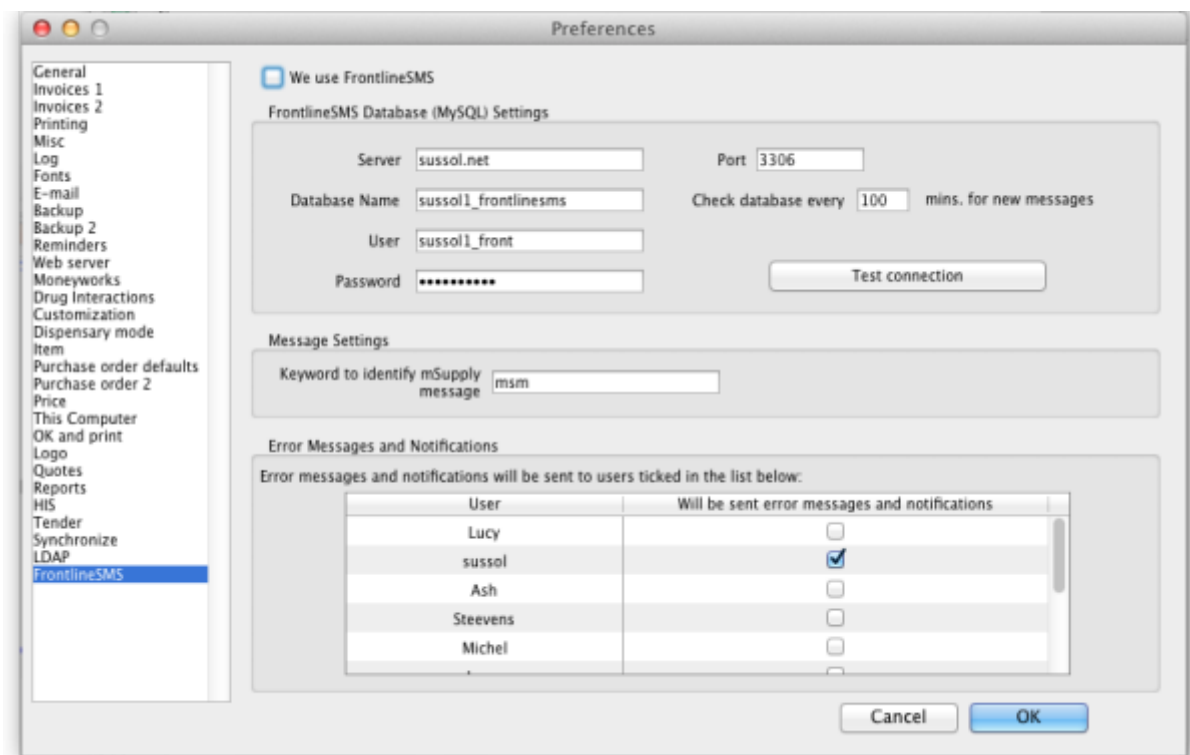 Preferences
General
Invoices 1
Invoices 2
Printing
Misc
Log
Fonts
E-mail
Backup
Backup 2
Reminders
Web server
Moneyworks
Drug Interactions
Customization
Dispensary mode
Item
Purchase order defaults
Purchase order 2
Price
This Computer
OK and print
Logo
Quotes
Reports
HIS
Tender
Synchronize
LDAP
FrontlineSMS
We use FrontlineSMS
FrontlineSMS Database (MySQL) Settings
Server sussol.net Port 3306
Database Name sussol1_frontlinesms Check database every 100 mins. for new messages
User sussol1_front
Password •••••••••• Test connection
Message Settings
Keyword to identify mSupply
message msm
Error Messages and Notifications
Error messages and notifications will be sent to users ticked in the list below:
User Will be sent error messages and notifications
Lucy
sussol
Ash
Steevens
Michel
Cancel OK